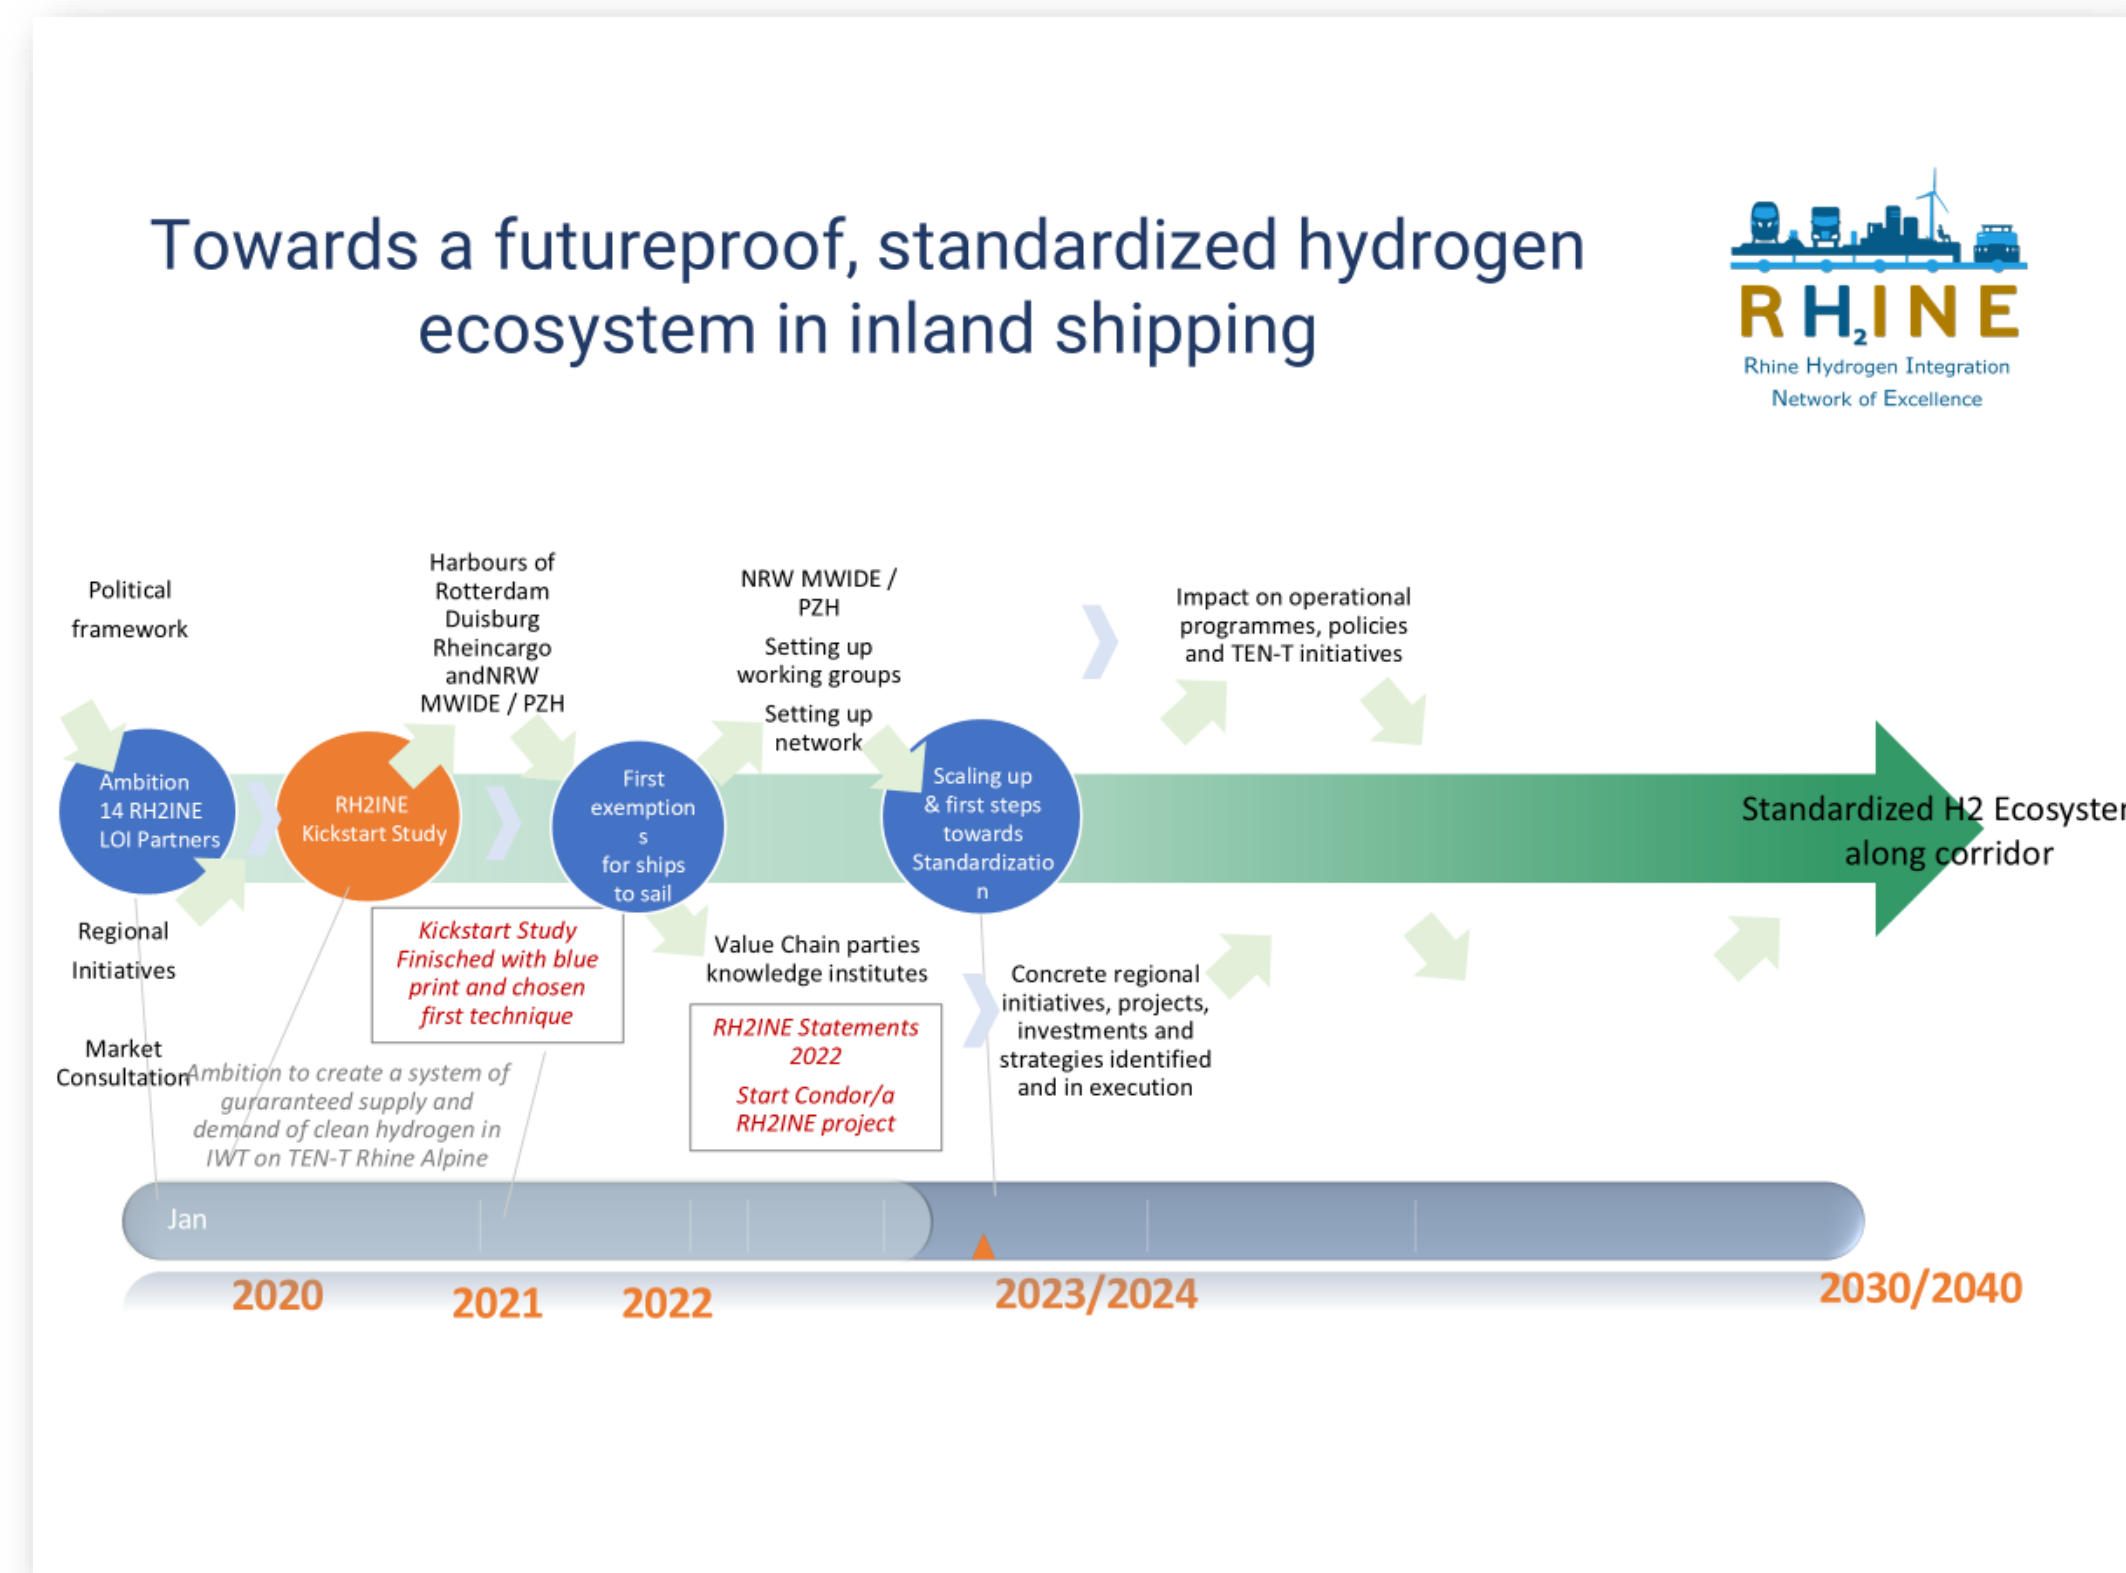 Towards a futureproof, standardized hydrogen
ecosystem in inland shipping
RH₂INE
Rhine Hydrogen Integration
Network of Excellence
Political
framework
Harbours of
Rotterdam
Duisburg
Rheincargo
andNRW
MWIDE / PZH
NRW MWIDE /
PZH
Setting up
working groups
Setting up
network
Impact on operational
programmes, policies
and TEN-T initiatives
Ambition
14 RH2INE
LOI Partners
RH2INE
Kickstart Study
First
exemption
s
for ships
to sail
Scaling up
& first steps
towards
Standardizatio
n
Standardized H2 Ecosyster
along corridor
Regional
Initiatives
Market
Consultation
Kickstart Study
Finisched with blue
print and chosen
first technique
Ambition to create a system of
guraranteed supply and
demand of clean hydrogen in
IWT on TEN-T Rhine Alpine
Value Chain parties
knowledge institutes
RH2INE Statements
2022
Start Condor/a
RH2INE project
Concrete regional
initiatives, projects,
investments and
strategies identified
and in execution
Jan
2020
2021
2022
2023/2024
2030/2040